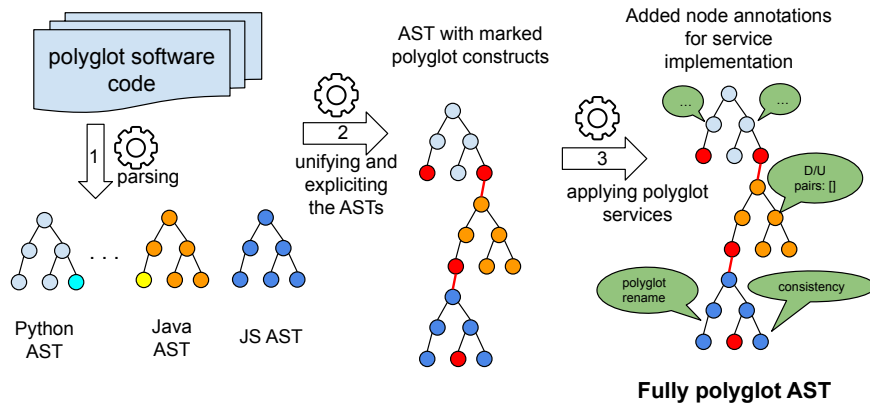 polyglot software
code
1
parsing
Python
AST
. . .
Java
AST
JS AST
2
unifying and
expliciting
the ASTs
AST with marked
polyglot constructs
3
applying polyglot
services
Added node annotations
for service
implementation
...
...
D/U
pairs: []
polyglot
rename
consistency
Fully polyglot AST